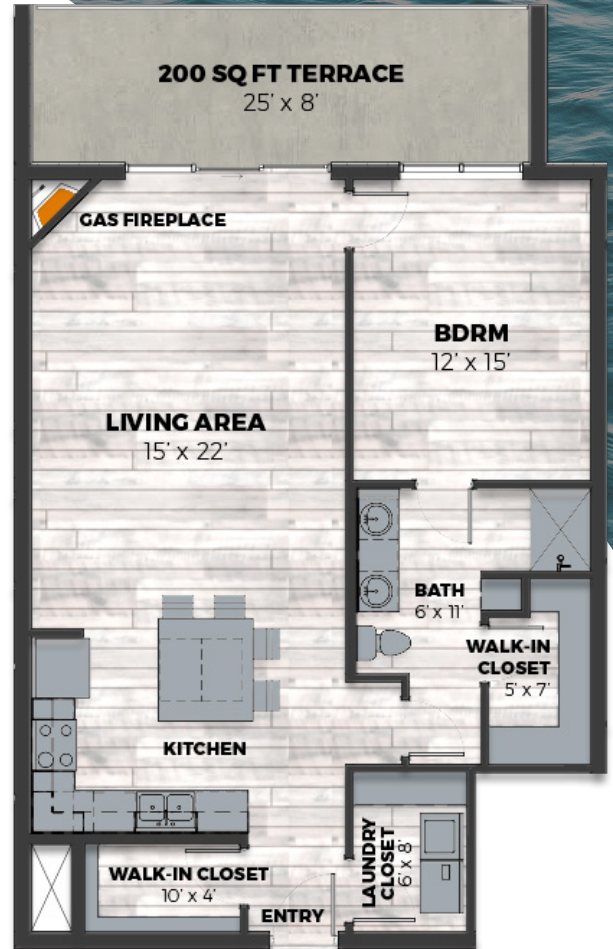 200 SQ FT TERRACE
25' x 8'
GAS FIREPLACE
BDRM
12' x 15'
LIVING AREA
15' x 22'
BATH
6' x 11'
WALK-IN
CLOSET
5' x 7'
KITCHEN
LAUNDRY
CLOSET
6' x 8'
WALK-IN CLOSET
10' x 4'
ENTRY